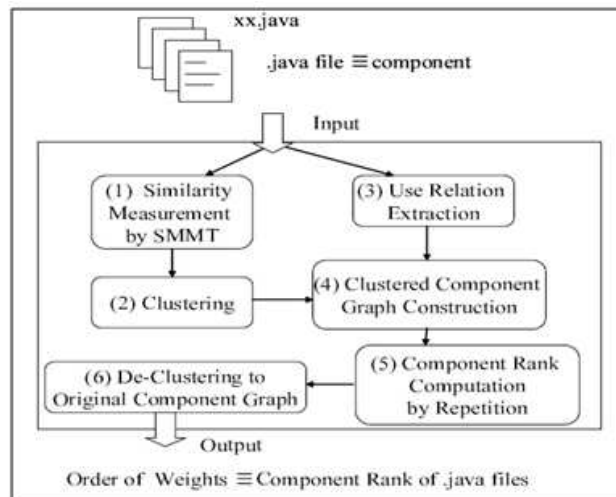 xx.java
.java file ≡ component
Input
(1) Similarity
Measurement
by SMMT
(3) Use Relation
Extraction
(2) Clustering
(4) Clustered Component
Graph Construction
(5) Component Rank
Computation
by Repetition
(6) De-Clustering to
Original Component Graph
Output
Order of Weights ≡ Component Rank of .java files